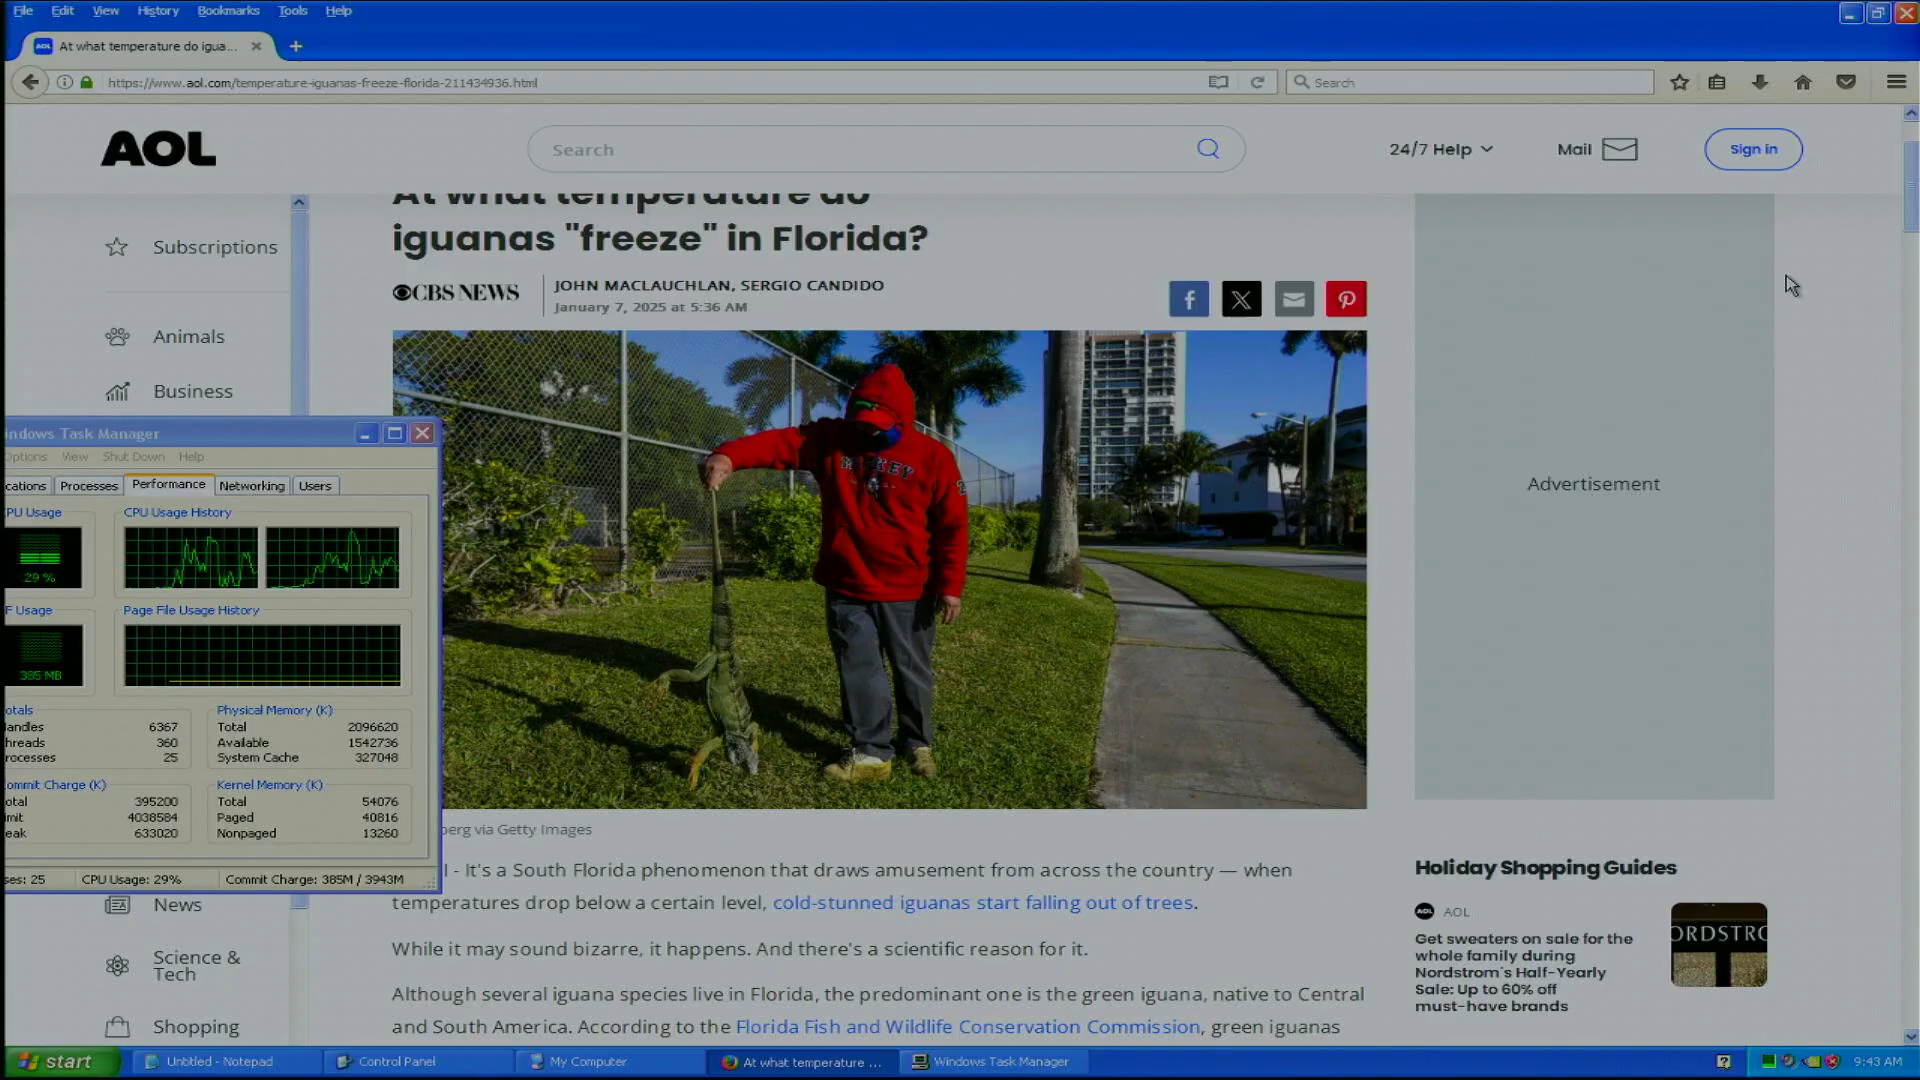 File Edit View History Bookmarks Tools Help
AOL At what temperature do igua...
https://www.aol.com/temperature-iguanas-freeze-florida-211434936.html
Search
AOL
Search
24/7 Help
Mail
Sign in
Subscriptions
Animals
Business
At what temperature do
iguanas "freeze" in Florida?
CBS NEWS
JOHN MACLAUCHLAN, SERGIO CANDIDO
January 7, 2025 at 5:36 AM
Advertisement
ndows Task Manager
Options View Shut Down Help
cations Processes Performance Networking Users
PU Usage CPU Usage History
29 %
F Usage Page File Usage History
385 MB
otals
andles 6367
hreads 360
rocesses 25
Physical Memory (K)
Total 2096620
Available 1542736
System Cache 327048
ommit Charge (K)
otal 395200
imit 4038584
eak 633020
Kernel Memory (K)
Total 54076
Paged 40816
Nonpaged 13260
ses: 25 CPU Usage: 29% Commit Charge: 385M / 3943M
berg via Getty Images
l - It's a South Florida phenomenon that draws amusement from across the country — when
temperatures drop below a certain level, cold-stunned iguanas start falling out of trees.
While it may sound bizarre, it happens. And there's a scientific reason for it.
Although several iguana species live in Florida, the predominant one is the green iguana, native to Central
and South America. According to the Florida Fish and Wildlife Conservation Commission, green iguanas
News
Science &
Tech
Shopping
Holiday Shopping Guides
AOL AOL
Get sweaters on sale for the
whole family during
Nordstrom's Half-Yearly
Sale: Up to 60% off
must-have brands
ORDSTRO
start
Untitled - Notepad
Control Panel
My Computer
At what temperature ...
Windows Task Manager
9:43 AM